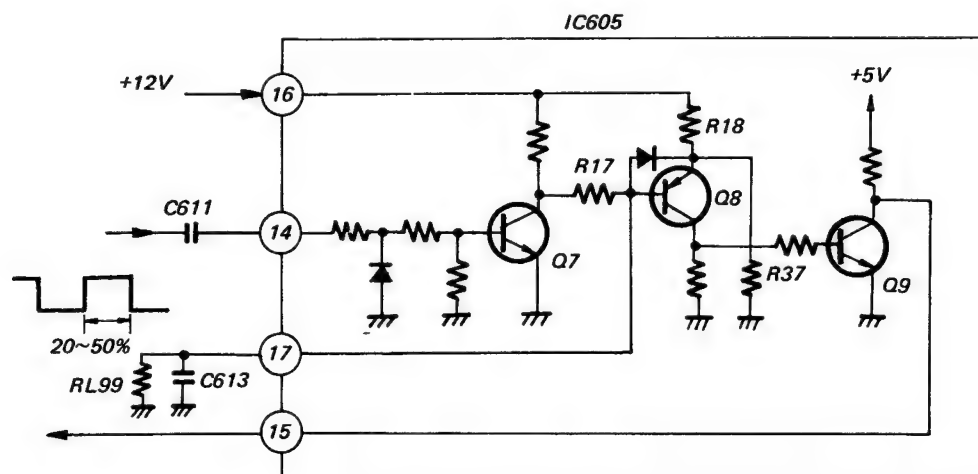 IC605
+12V
16
+5V
R18
R17
Q8
C611
14
Q7
R37
Q9
20~50%
17
RL99
C613
15